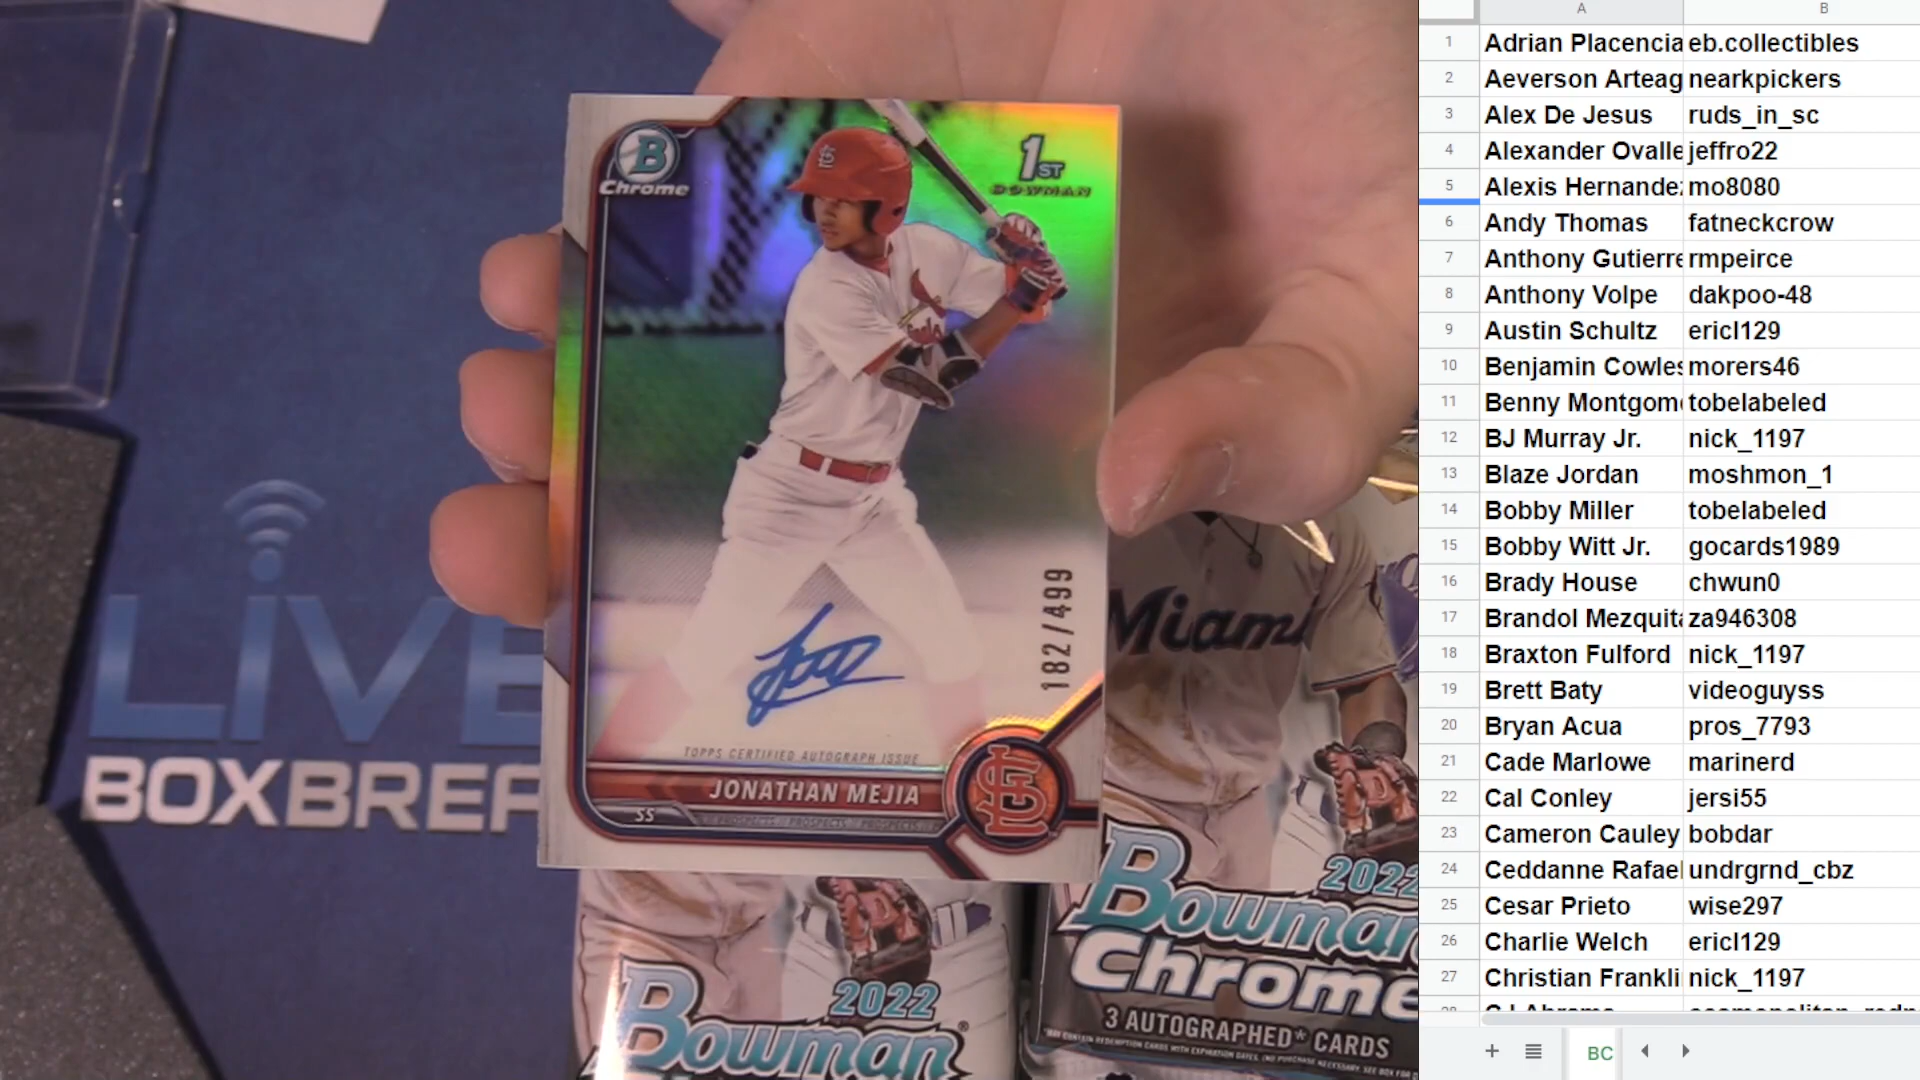 B
Chrome
1ST
BOWMAN
182/499
TOPPS CERTIFIED AUTOGRAPH ISSUE
JONATHAN MEJIA
SS
PROSPECTS // PROSPECTS // PROSPECTS
LiVE
BOXBREA
Miami
2022
Bowman
Chrome
3 AUTOGRAPHED* CARDS
2022
Bowman®
A B
1 Adrian Placencia eb.collectibles
2 Aeverson Arteag nearkpickers
3 Alex De Jesus ruds_in_sc
4 Alexander Ovalle jeffro22
5 Alexis Hernande mo8080
6 Andy Thomas fatneckcrow
7 Anthony Gutierre rmpeirce
8 Anthony Volpe dakpoo-48
9 Austin Schultz ericl129
10 Benjamin Cowles morers46
11 Benny Montgom tobelabeled
12 BJ Murray Jr. nick_1197
13 Blaze Jordan moshmon_1
14 Bobby Miller tobelabeled
15 Bobby Witt Jr. gocards1989
16 Brady House chwun0
17 Brandol Mezquita za946308
18 Braxton Fulford nick_1197
19 Brett Baty videoguyss
20 Bryan Acua pros_7793
21 Cade Marlowe marinerd
22 Cal Conley jersi55
23 Cameron Cauley bobdar
24 Ceddanne Rafael undrgrnd_cbz
25 Cesar Prieto wise297
26 Charlie Welch ericl129
27 Christian Frankli nick_1197
BC